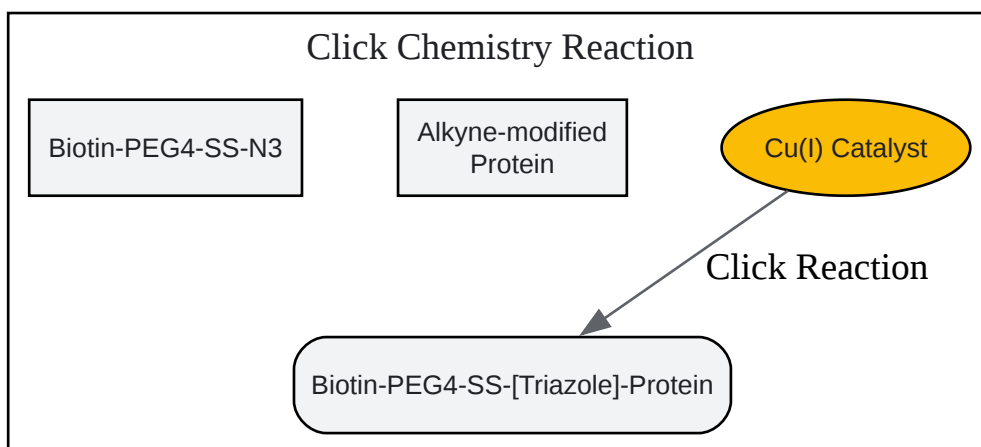 Click Chemistry Reaction
Biotin-PEG4-SS-N3
Alkyne-modified
Protein
Cu(I) Catalyst
Click Reaction
Biotin-PEG4-SS-[Triazole]-Protein